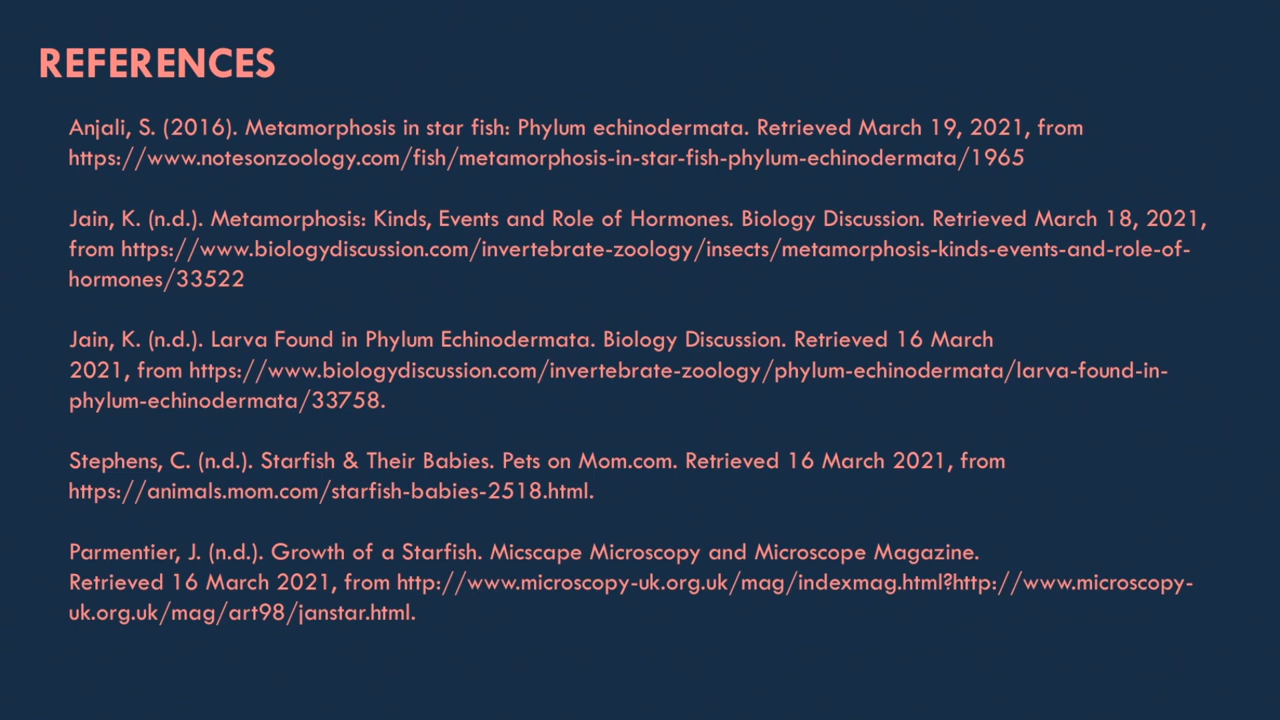 REFERENCES
Anjali, S. (2016). Metamorphosis in star fish: Phylum echinodermata. Retrieved March 19, 2021, from
https://www.notesonzoology.com/fish/metamorphosis-in-star-fish-phylum-echinodermata/1965
Jain, K. (n.d.). Metamorphosis: Kinds, Events and Role of Hormones. Biology Discussion. Retrieved March 18, 2021,
from https://www.biologydiscussion.com/invertebrate-zoology/insects/metamorphosis-kinds-events-and-role-of-
hormones/33522
Jain, K. (n.d.). Larva Found in Phylum Echinodermata. Biology Discussion. Retrieved 16 March
2021, from https://www.biologydiscussion.com/invertebrate-zoology/phylum-echinodermata/larva-found-in-
phylum-echinodermata/33758.
Stephens, C. (n.d.). Starfish & Their Babies. Pets on Mom.com. Retrieved 16 March 2021, from
https://animals.mom.com/starfish-babies-2518.html.
Parmentier, J. (n.d.). Growth of a Starfish. Micscape Microscopy and Microscope Magazine.
Retrieved 16 March 2021, from http://www.microscopy-uk.org.uk/mag/indexmag.html?http://www.microscopy-
uk.org.uk/mag/art98/janstar.html.